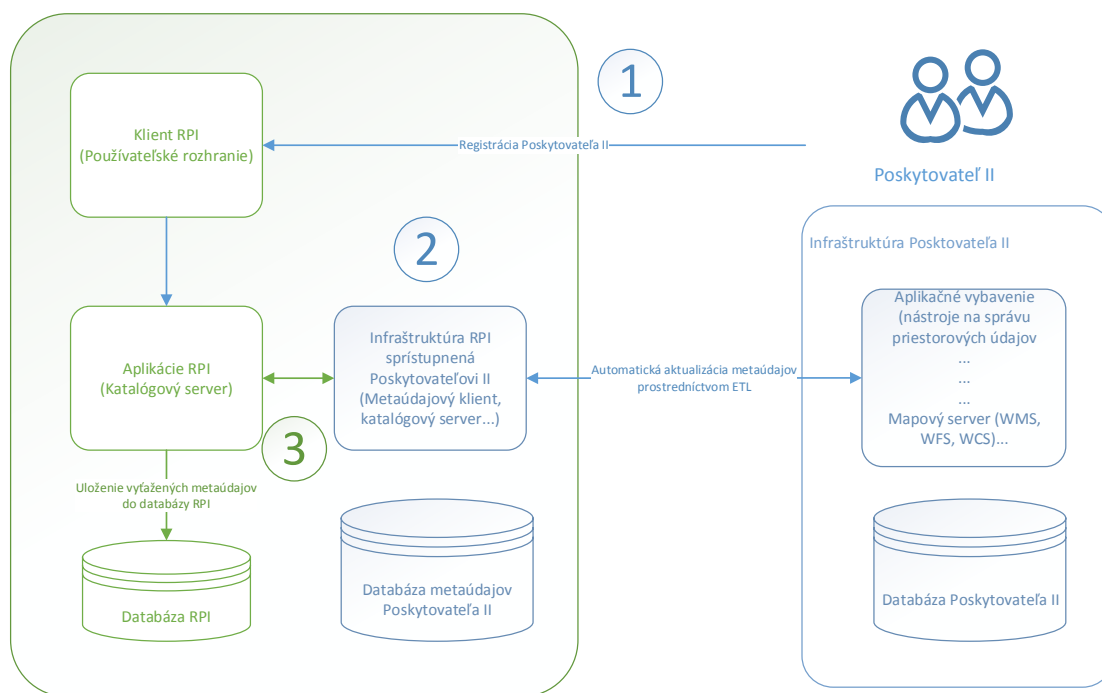 1
Klient RPI
(Používateľské rozhranie)
Registrácia Poskytovateľa II
Poskytovateľ II
2
Infraštruktúra Posktovateľa II
Aplikácie RPI
(Katalógový server)
Infraštruktúra RPI
sprístupnená
Poskytovateľovi II
(Metaúdajový klient,
katalógový server...)
Automatická aktualizácia metaúdajov
prostredníctvom ETL
Aplikačné vybavenie
(nástroje na správu
priestorových údajov
...
...
...
Mapový server (WMS,
WFS, WCS)...
3
Uloženie vyťažených metaúdajov
do databázy RPI
Databáza RPI
Databáza metaúdajov
Poskytovateľa II
Databáza Poskytovateľa II